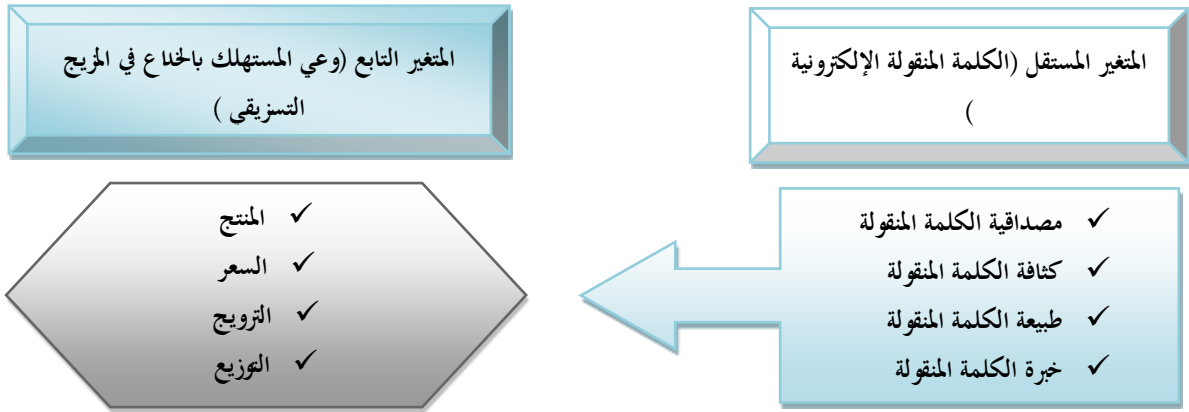 المتغير المستقل (الكلمة المنقولة الإلكترونية
)
✓ مصداقية الكلمة المنقولة
✓ كثافة الكلمة المنقولة
✓ طبيعة الكلمة المنقولة
✓ خبرة الكلمة المنقولة
المتغير التابع (وعي المستهلك بالخداع في المزيج
التسزيقي )
✓ المنتج
✓ السعر
✓ الترويج
✓ التوزيع